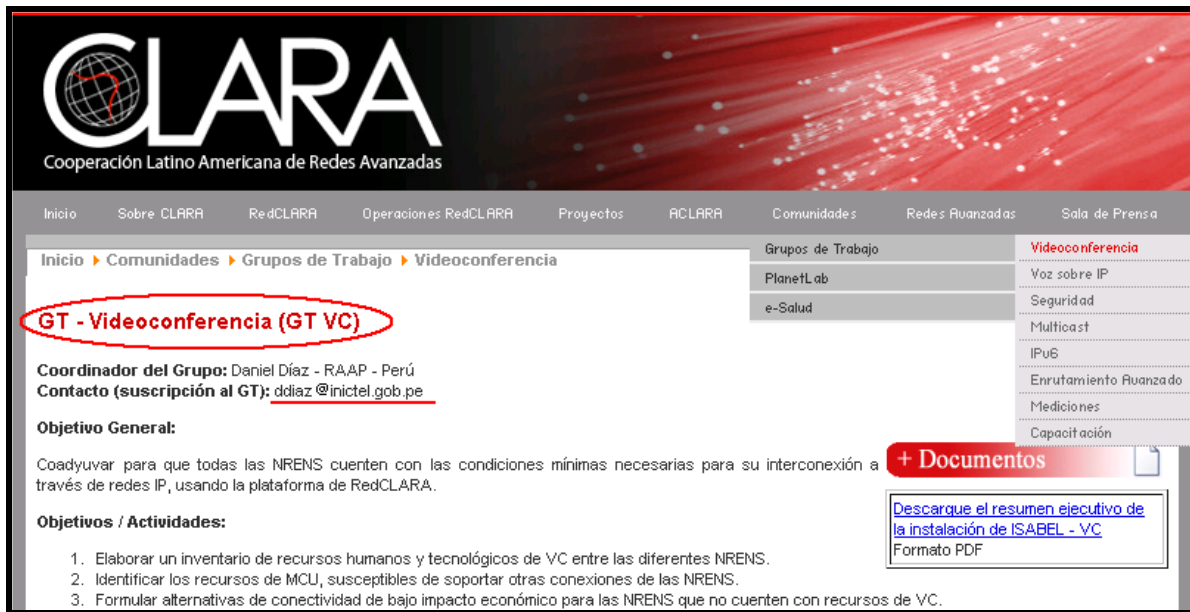 CLARA
Cooperación Latino Americana de Redes Avanzadas
Inicio Sobre CLARA RedCLARA Operaciones RedCLARA Proyectos ACLARA Comunidades Redes Avanzadas Sala de Prensa
Grupos de Trabajo
PlanetLab
e-Salud
Videoconferencia
Voz sobre IP
Seguridad
Multicast
IPv6
Enrutamiento Avanzado
Mediciones
Capacitación
Inicio Comunidades Grupos de Trabajo Videoconferencia
GT - Videoconferencia (GT VC)
Coordinador del Grupo: Daniel Díaz - RAAP - Perú
Contacto (suscripción al GT): ddiaz @inictel.gob.pe
Objetivo General:
Coadyuvar para que todas las NRENS cuenten con las condiciones mínimas necesarias para su interconexión a
través de redes IP, usando la plataforma de RedCLARA.
Objetivos / Actividades:
1. Elaborar un inventario de recursos humanos y tecnológicos de VC entre las diferentes NRENS.
2. Identificar los recursos de MCU, susceptibles de soportar otras conexiones de las NRENS.
3. Formular alternativas de conectividad de bajo impacto económico para las NRENS que no cuenten con recursos de VC.
+ Documentos
Descargue el resumen ejecutivo de
la instalación de ISABEL - VC
Formato PDF